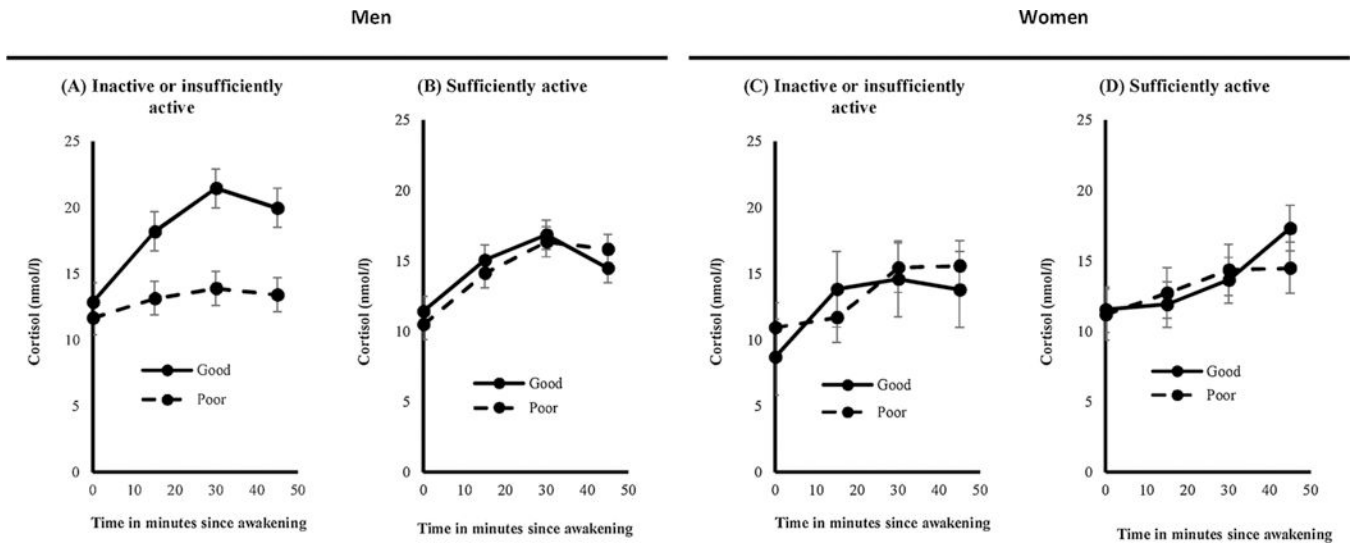 Men
Women
(A) Inactive or insufficiently
active
(B) Sufficiently active
(C) Inactive or insufficiently
active
(D) Sufficiently active
Cortisol (nmol/l)
25
20
15
10
5
0
Good
Poor
0 10 20 30 40 50
Time in minutes since awakening
Cortisol (nmol/l)
25
20
15
10
5
0
Good
Poor
0 10 20 30 40 50
Time in minutes since awakening
Cortisol (nmol/l)
25
20
15
10
5
0
Good
Poor
0 10 20 30 40 50
Time in minutes since awakening
Cortisol (nmol/l)
25
20
15
10
5
0
Good
Poor
0 10 20 30 40 50
Time in minutes since awakening